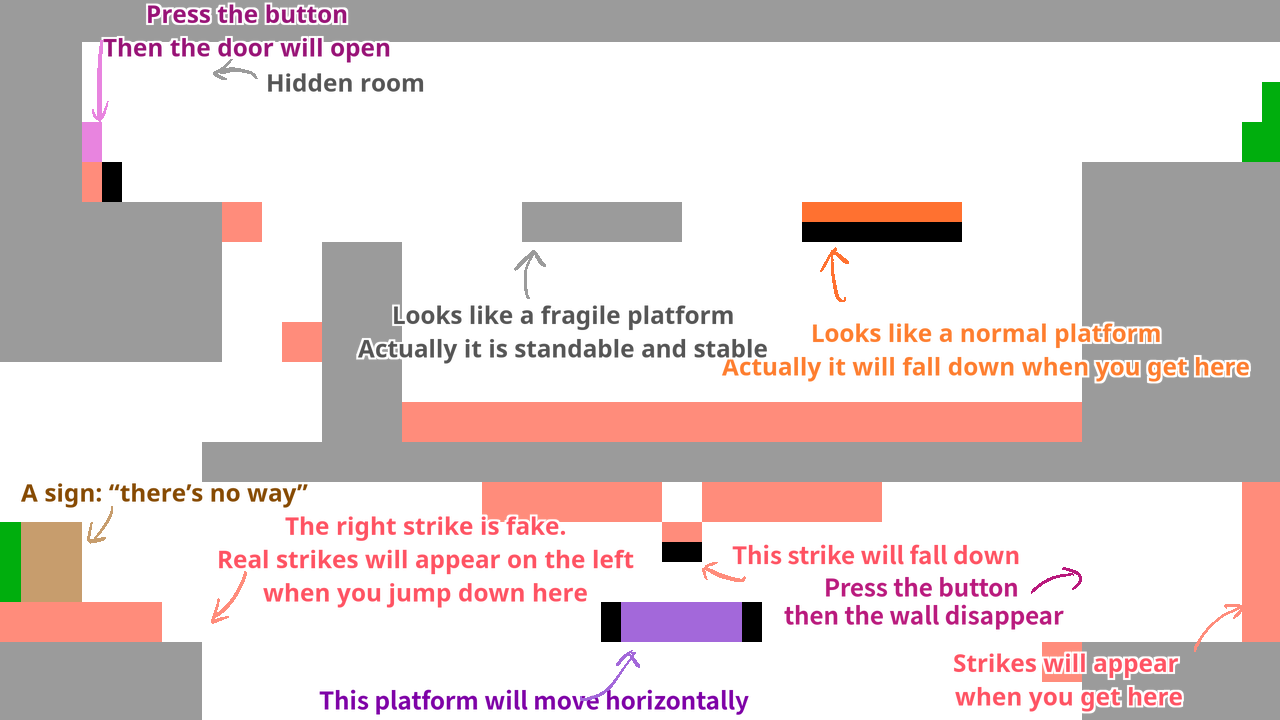 Press the button
Then the door will open
Hidden room
Looks like a fragile platform
Actually it is standable and stable
Looks like a normal platform
Actually it will fall down when you get here
A sign: “there’s no way”
The right strike is fake.
Real strikes will appear on the left
when you jump down here
This strike will fall down
Press the button
then the wall disappear
Strikes will appear
when you get here
This platform will move horizontally